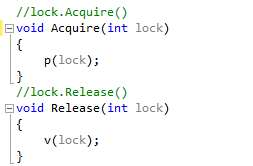 //lock.Acquire()
void Acquire(int lock)
{
p(lock);
}
//lock.Release()
void Release(int lock)
{
v(lock);
}